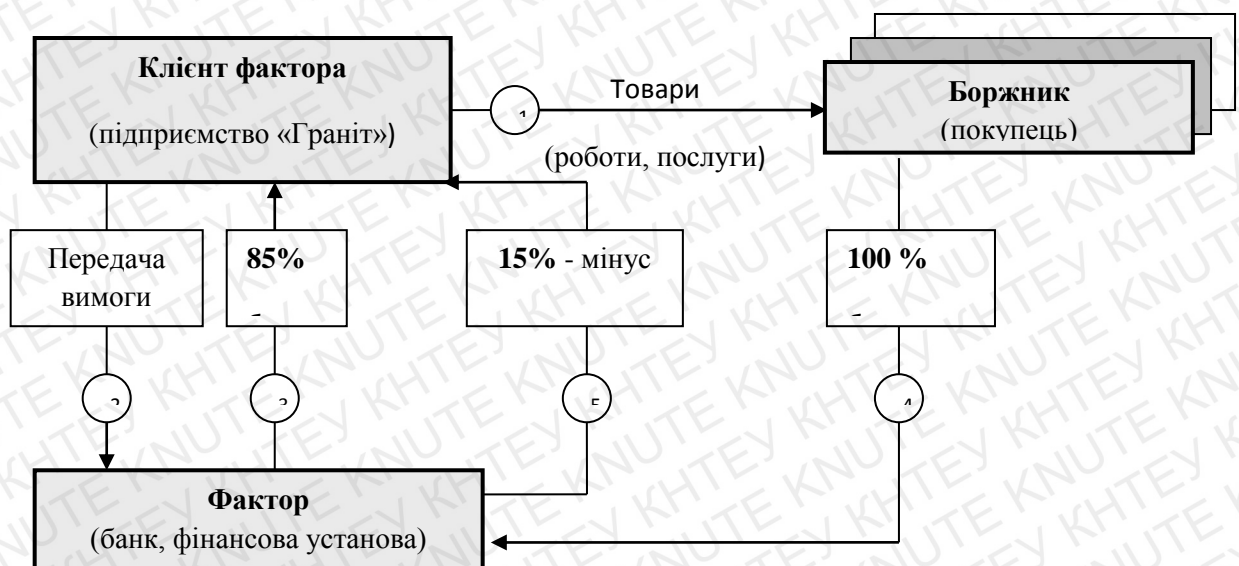 Клієнт фактора
(підприємство «Граніт»)
Товари
(роботи, послуги)
Боржник
(покупець)
Передача
вимоги
85%
15% - мінус
100 %
Фактор
(банк, фінансова установа)